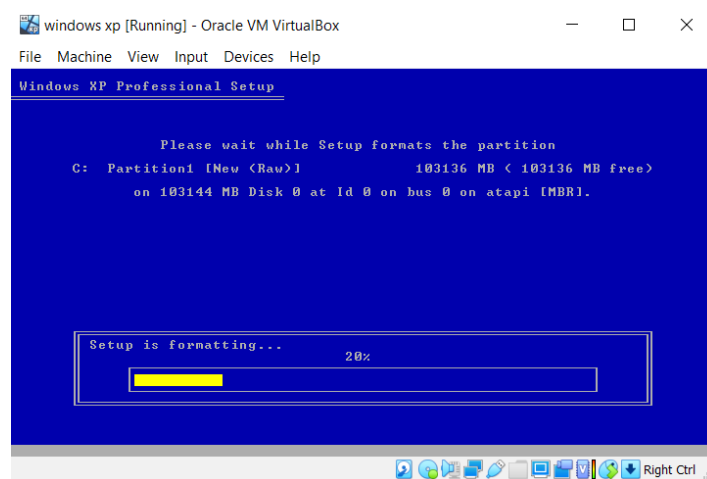 windows xp [Running] - Oracle VM VirtualBox
File Machine View Input Devices Help
Windows XP Professional Setup
Please wait while Setup formats the partition
C: Partition1 [New (Raw)] 103136 MB ( 103136 MB free)
on 103144 MB Disk 0 at Id 0 on bus 0 on atapi [MBR].
Setup is formatting...
20%
Right Ctrl